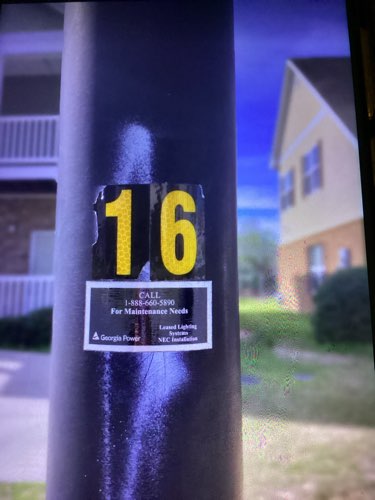 16
CALL
1-888-660-5890
For Maintenance Needs
Georgia Power
Leased Lighting
Systems
NEC Installation